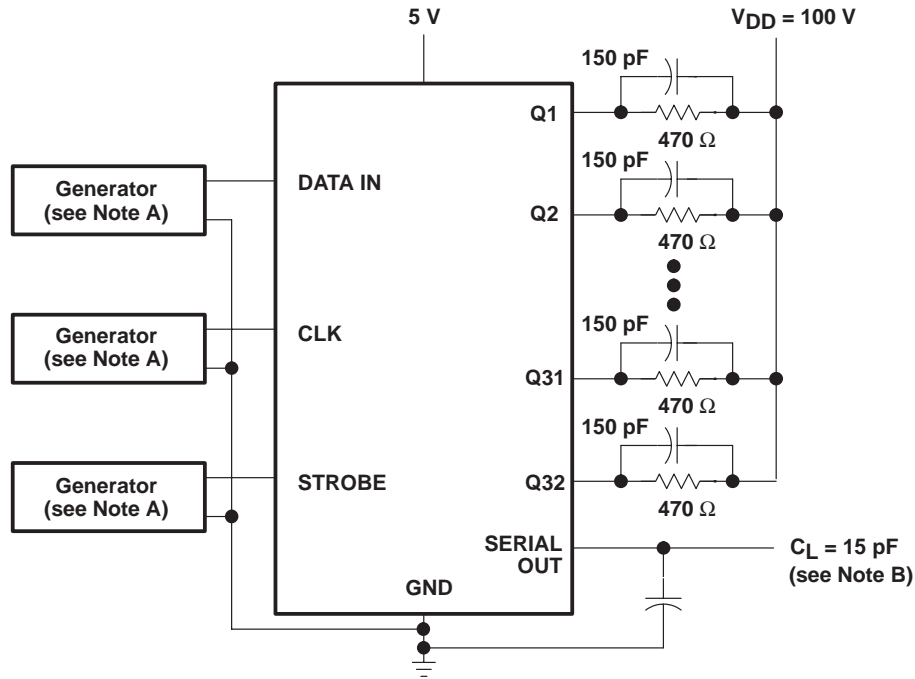 5 V
V_DD = 100 V
150 pF
Q1
470 Ω
Generator
(see Note A)
DATA IN
150 pF
Q2
470 Ω
Generator
(see Note A)
CLK
150 pF
Q31
470 Ω
Generator
(see Note A)
STROBE
150 pF
Q32
470 Ω
SERIAL
OUT
C_L = 15 pF
(see Note B)
GND